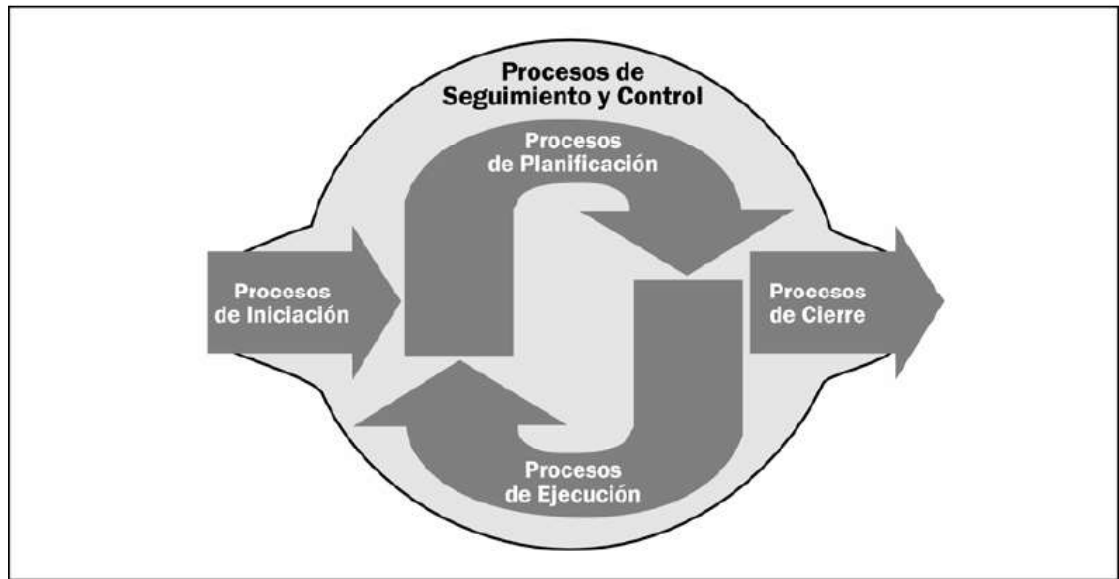 Procesos de
Seguimiento y Control
Procesos
de Planificación
Procesos
de Iniciación
Procesos
de Cierre
Procesos
de Ejecución